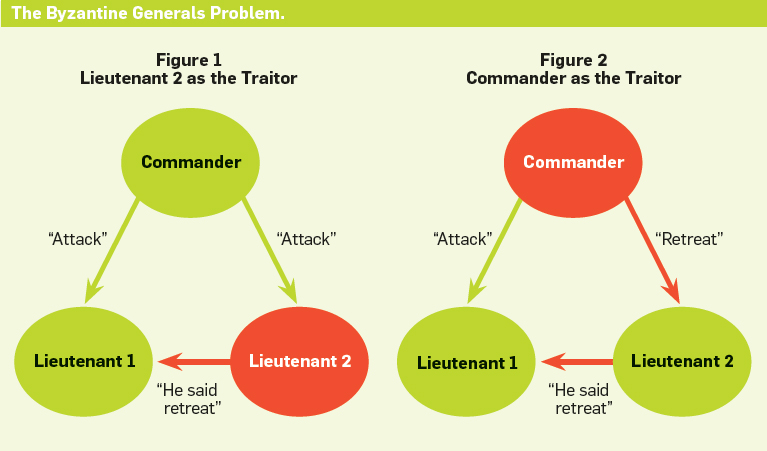 The Byzantine Generals Problem.
Figure 1
Lieutenant 2 as the Traitor
Commander
“Attack”
“Attack”
Lieutenant 1
Lieutenant 2
“He said
retreat”
Figure 2
Commander as the Traitor
Commander
“Attack”
“Retreat”
Lieutenant 1
Lieutenant 2
“He said
retreat”